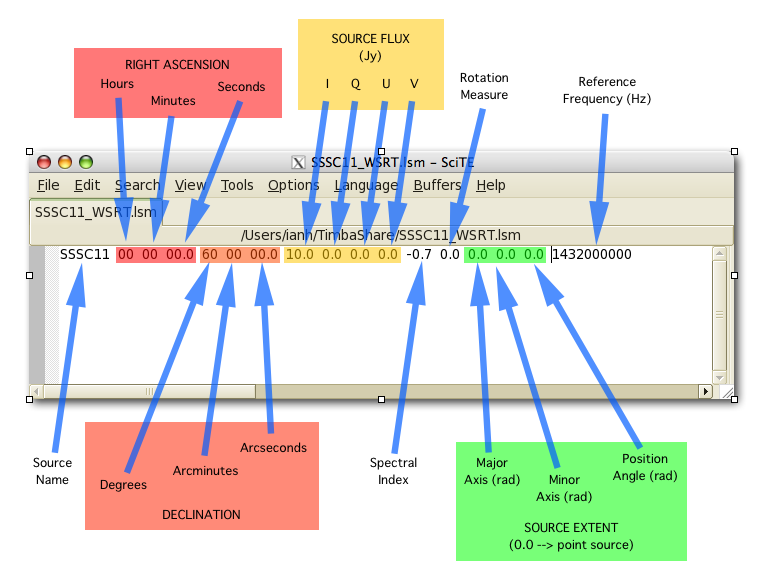 SOURCE FLUX
(Jy)
I Q U V
RIGHT ASCENSION
Hours
Minutes
Seconds
Rotation
Measure
Reference
Frequency (Hz)
X SSSC11_WSRT.lsm - SciTE
File Edit Search View Tools Options Language Buffers Help
SSSC11_WSRT.lsm
/Users/ianh/TimbaShare/SSSC11_WSRT.lsm
SSSC11 00 00 00.0 60 00 00.0 10.0 0.0 0.0 0.0 -0.7 0.0 0.0 0.0 0.0 1432000000
Source
Name
Degrees
Arcminutes
Arcseconds
DECLINATION
Spectral
Index
Major
Axis (rad)
Minor
Axis (rad)
Position
Angle (rad)
SOURCE EXTENT
(0.0 --> point source)